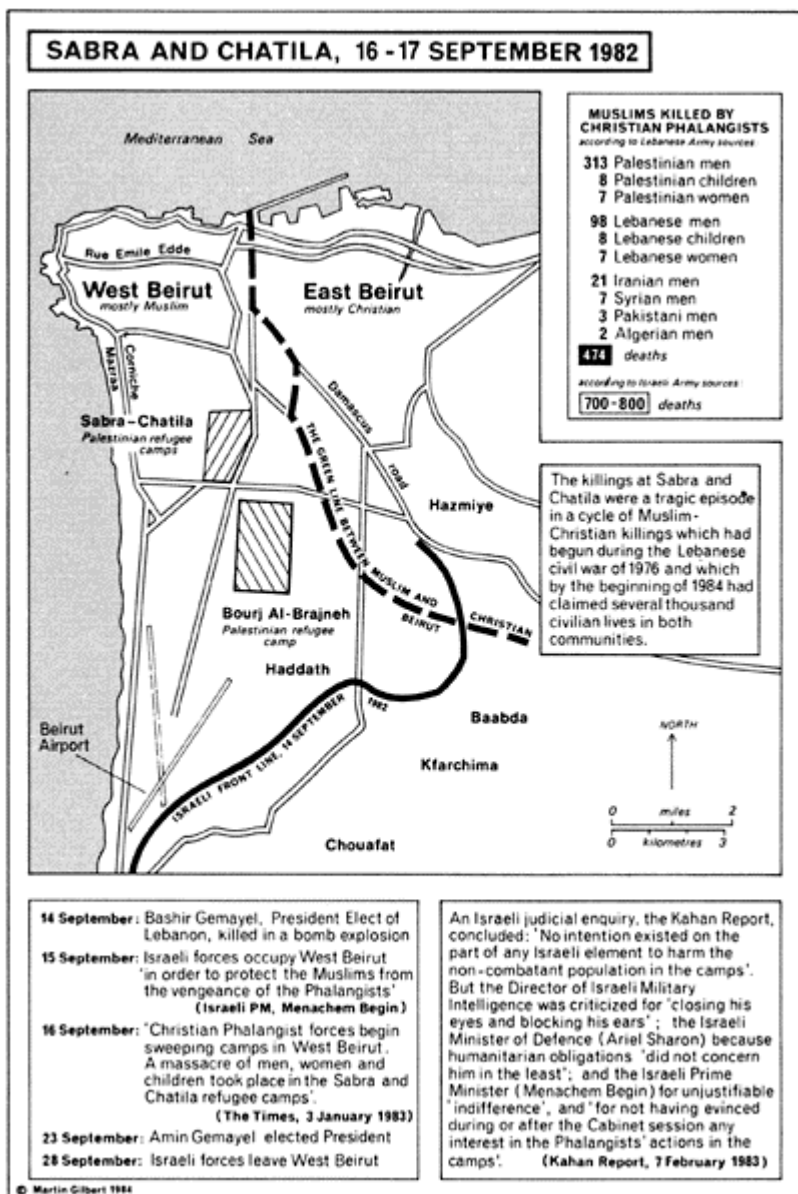 SABRA AND CHATILA, 16-17 SEPTEMBER 1982
Mediterranean Sea
Rue Emile Edde
West Beirut
mostly Muslim
East Beirut
mostly Christian
Corniche
Mazraa
Sabra-Chatila
Palestinian refugee
camps
Damascus
road
THE GREEN LINE BETWEEN MUSLIM AND CHRISTIAN
BEIRUT
Hazmiye
Bourj Al-Brajneh
Palestinian refugee
camp
Haddath
Beirut
Airport
ISRAELI FRONT LINE, 14 SEPTEMBER 1982
Baabda
Kfarchima
Chouafat
NORTH
0 miles 2
0 kilometres 3
MUSLIMS KILLED BY
CHRISTIAN PHALANGISTS
according to Lebanese Army sources:
313 Palestinian men
8 Palestinian children
7 Palestinian women
98 Lebanese men
8 Lebanese children
7 Lebanese women
21 Iranian men
7 Syrian men
3 Pakistani men
2 Algerian men
474 deaths
according to Israeli Army sources:
700-800 deaths
The killings at Sabra and
Chatila were a tragic episode
in a cycle of Muslim-
Christian killings which had
begun during the Lebanese
civil war of 1976 and which
by the beginning of 1984 had
claimed several thousand
civilian lives in both
communities.
14 September: Bashir Gemayel, President Elect of
Lebanon, killed in a bomb explosion
15 September: Israeli forces occupy West Beirut
'in order to protect the Muslims from
the vengeance of the Phalangists'
(Israeli PM, Menachem Begin)
16 September: 'Christian Phalangist forces begin
sweeping camps in West Beirut.
A massacre of men, women and
children took place in the Sabra and
Chatila refugee camps'.
(The Times, 3 January 1983)
23 September: Amin Gemayel elected President
28 September: Israeli forces leave West Beirut
An Israeli judicial enquiry, the Kahan Report,
concluded: 'No intention existed on the
part of any Israeli element to harm the
non-combatant population in the camps'.
But the Director of Israeli Military
Intelligence was criticized for 'closing his
eyes and blocking his ears'; the Israeli
Minister of Defence (Ariel Sharon) because
humanitarian obligations 'did not concern
him in the least'; and the Israeli Prime
Minister (Menachem Begin) for unjustifiable
'indifference', and 'for not having evinced
during or after the Cabinet session any
interest in the Phalangists' actions in the
camps'. (Kahan Report, 7 February 1983)
© Martin Gilbert 1984